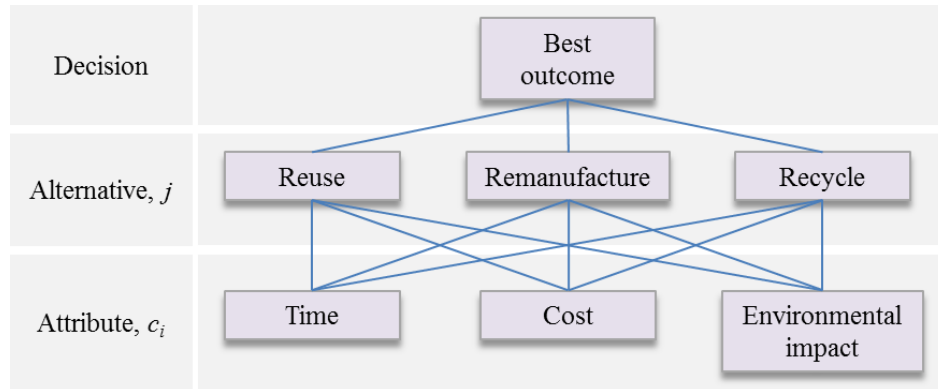 Decision
Best
outcome
Alternative, j
Reuse
Remanufacture
Recycle
Attribute, cᵢ
Time
Cost
Environmental
impact